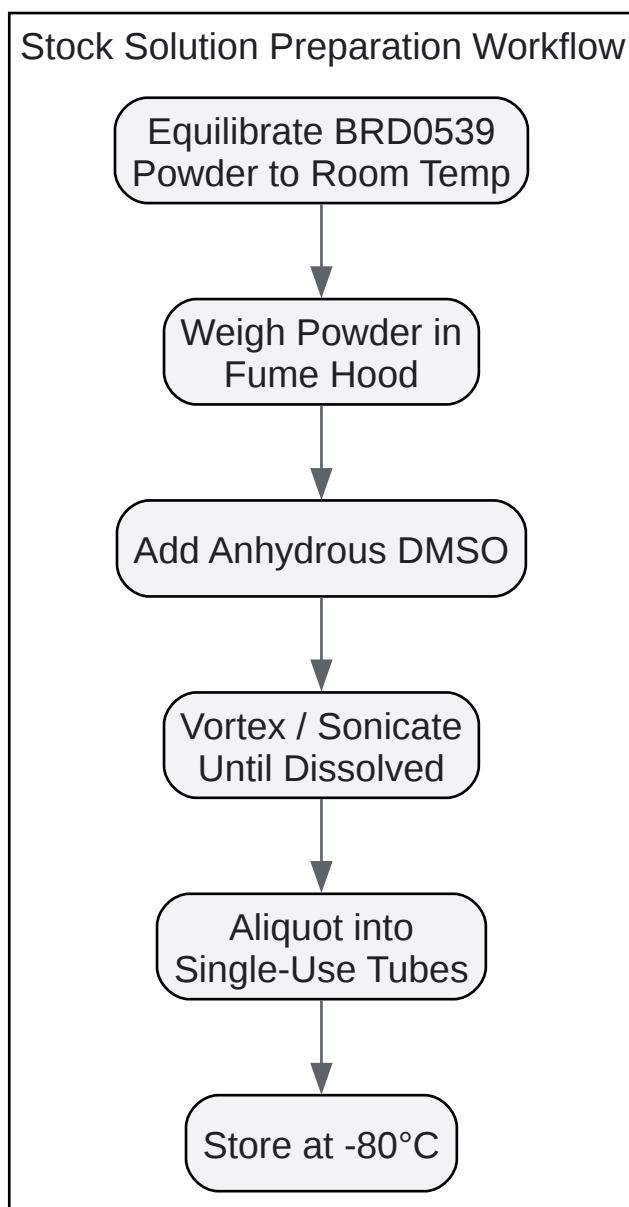 Stock Solution Preparation Workflow
Equilibrate BRD0539
Powder to Room Temp
Weigh Powder in
Fume Hood
Add Anhydrous DMSO
Vortex / Sonicate
Until Dissolved
Aliquot into
Single-Use Tubes
Store at -80°C